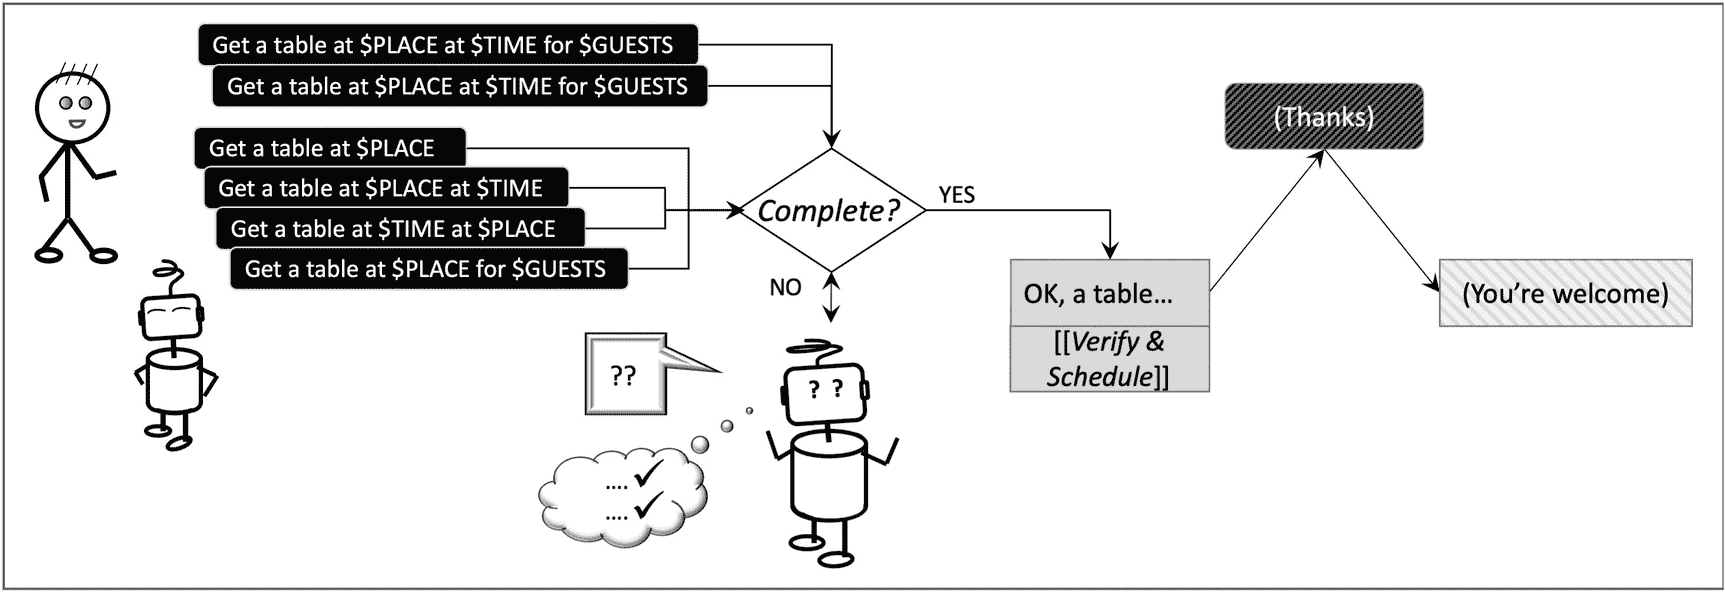 Get a table at $PLACE at $TIME for $GUESTS
Get a table at $PLACE at $TIME for $GUESTS
Get a table at $PLACE
Get a table at $PLACE at $TIME
Get a table at $TIME at $PLACE
Get a table at $PLACE for $GUESTS
Complete?
YES
NO
??
....
....
? ?
OK, a table…
[[Verify &
Schedule]]
(Thanks)
(You’re welcome)